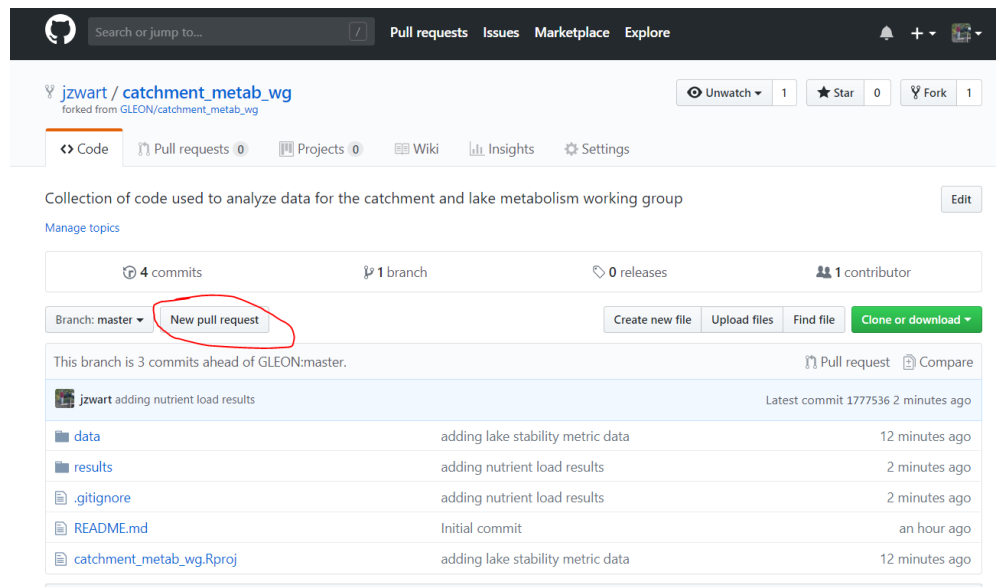 Search or jump to... / Pull requests Issues Marketplace Explore
jzwart / catchment_metab_wg Unwatch 1 Star 0 Fork 1
forked from GLEON/catchment_metab_wg
Code Pull requests 0 Projects 0 Wiki Insights Settings
Collection of code used to analyze data for the catchment and lake metabolism working group Edit
Manage topics
4 commits 1 branch 0 releases 1 contributor
Branch: master New pull request Create new file Upload files Find file Clone or download
This branch is 3 commits ahead of GLEON:master. Pull request Compare
jzwart adding nutrient load results Latest commit 1777536 2 minutes ago
data adding lake stability metric data 12 minutes ago
results adding nutrient load results 2 minutes ago
.gitignore adding nutrient load results 2 minutes ago
README.md Initial commit an hour ago
catchment_metab_wg.Rproj adding lake stability metric data 12 minutes ago